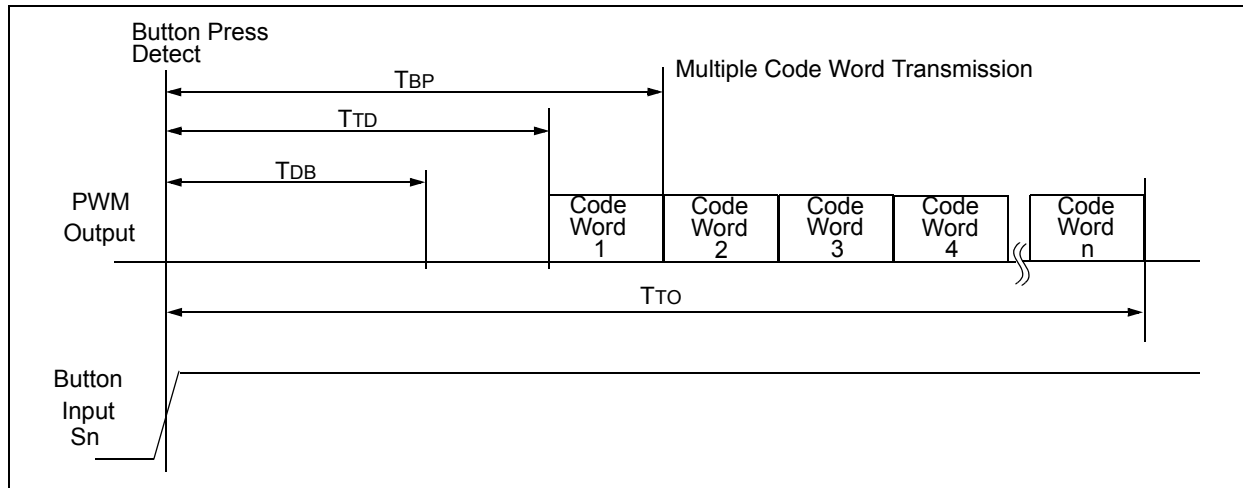 Button Press
Detect
TBP
Multiple Code Word Transmission
TTD
TDB
PWM
Output
Code
Word
1
Code
Word
2
Code
Word
3
Code
Word
4
Code
Word
n
TTO
Button
Input
Sn